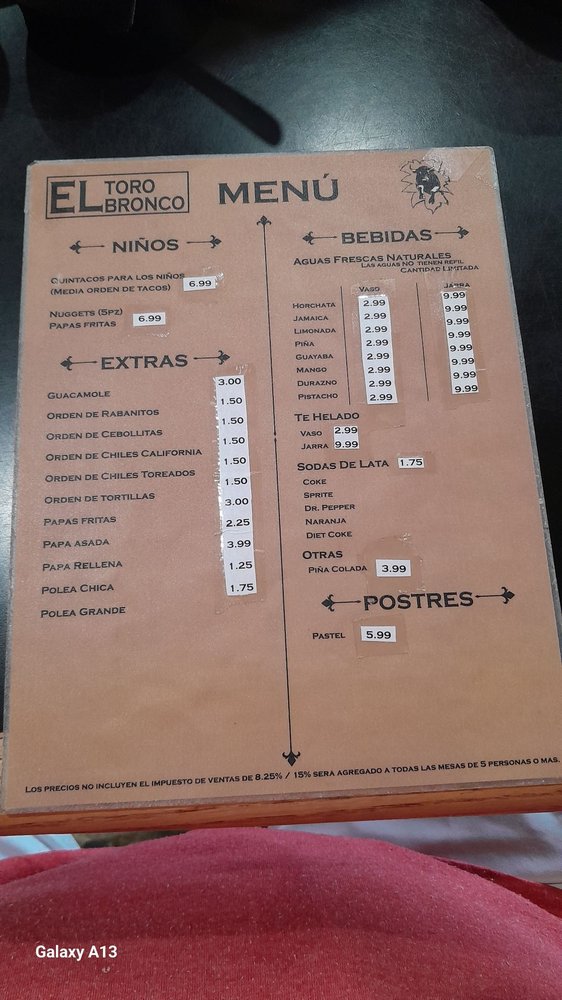 EL TORO BRONCO
MENÚ
NIÑOS
QUINTACOS PARA LOS NIÑOS
(MEDIA ORDEN DE TACOS) 6.99
NUGGETS (5PZ)
PAPAS FRITAS 6.99
EXTRAS
GUACAMOLE 3.00
ORDEN DE RABANITOS 1.50
ORDEN DE CEBOLLITAS 1.50
ORDEN DE CHILES CALIFORNIA 1.50
ORDEN DE CHILES TOREADOS 1.50
ORDEN DE TORTILLAS 1.50
PAPAS FRITAS 3.00
PAPA ASADA 2.25
PAPA RELLENA 3.99
POLEA CHICA 1.25
POLEA GRANDE 1.75
BEBIDAS
AGUAS FRESCAS NATURALES
LAS AGUAS NO TIENEN REFIL
CANTIDAD LIMITADA
VASO JARRA
HORCHATA 2.99 9.99
JAMAICA 2.99 9.99
LIMONADA 2.99 9.99
PIÑA 2.99 9.99
GUAYABA 2.99 9.99
MANGO 2.99 9.99
DURAZNO 2.99 9.99
PISTACHO 2.99 9.99
TE HELADO
VASO 2.99
JARRA 9.99
SODAS DE LATA 1.75
COKE
SPRITE
DR. PEPPER
NARANJA
DIET COKE
OTRAS
PIÑA COLADA 3.99
POSTRES
PASTEL 5.99
LOS PRECIOS NO INCLUYEN EL IMPUESTO DE VENTAS DE 8.25% / 15% SERA AGREGADO A TODAS LAS MESAS DE 5 PERSONAS O MAS.
Galaxy A13